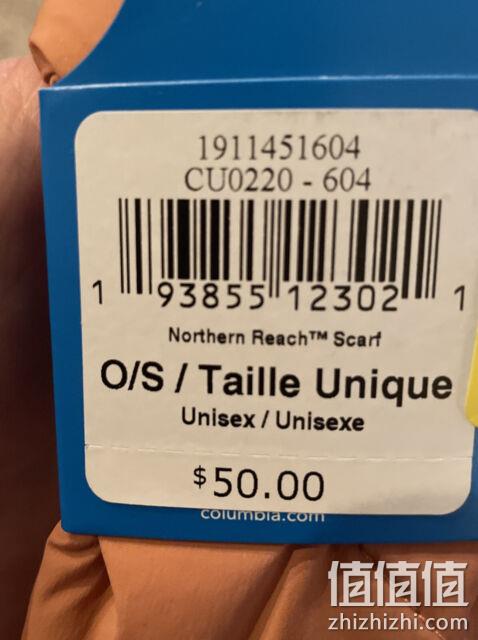 1911451604
CU0220 - 604
1 93855 12302 1
Northern Reach™ Scarf
O/S / Taille Unique
Unisex / Unisexe
$50.00
columbia.com
值值值
zhizhizhi.com